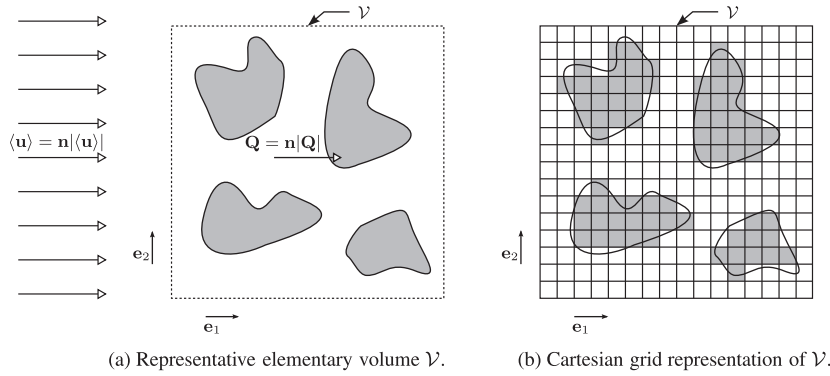 𝒱
⟨u⟩ = n|⟨u⟩|
Q = n|Q|
e₂
e₁
(a) Representative elementary volume 𝒱.
𝒱
e₂
e₁
(b) Cartesian grid representation of 𝒱.